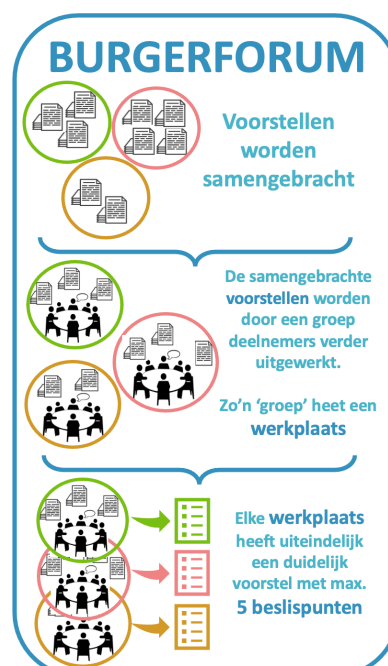 BURGERFORUM
Voorstellen
worden
samengebracht
De samengebrachte
voorstellen worden
door een groep
deelnemers verder
uitgewerkt.
Zo'n 'groep' heet een
werkplaats
Elke werkplaats
heeft uiteindelijk
een duidelijk
voorstel met max.
5 beslispunten